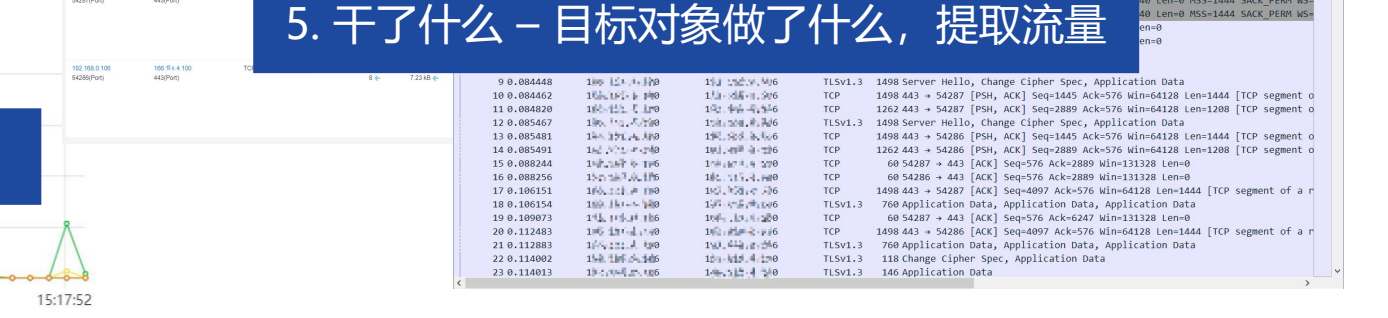 54287(Port) 443(Port)
5. 干了什么 – 目标对象做了什么，提取流量
40 Len=0 MSS=1444 SACK_PERM WS=
40 Len=0 MSS=1444 SACK_PERM WS=
en=0
en=0
192.168.0.106
54286(Port) 443(Port) 8 7.23 kB
9 0.084448 TLSv1.3 1498 Server Hello, Change Cipher Spec, Application Data
10 0.084462 TCP 1498 443 → 54287 [PSH, ACK] Seq=1445 Ack=576 Win=64128 Len=1444 [TCP segment o
11 0.084820 TCP 1262 443 → 54287 [PSH, ACK] Seq=2889 Ack=576 Win=64128 Len=1208 [TCP segment o
12 0.085467 TLSv1.3 1498 Server Hello, Change Cipher Spec, Application Data
13 0.085481 TCP 1498 443 → 54286 [PSH, ACK] Seq=1445 Ack=576 Win=64128 Len=1444 [TCP segment o
14 0.085491 TCP 1262 443 → 54286 [PSH, ACK] Seq=2889 Ack=576 Win=64128 Len=1208 [TCP segment o
15 0.088244 TCP 60 54287 → 443 [ACK] Seq=576 Ack=2889 Win=131328 Len=0
16 0.088256 TCP 60 54286 → 443 [ACK] Seq=576 Ack=2889 Win=131328 Len=0
17 0.106151 TCP 1498 443 → 54287 [ACK] Seq=4097 Ack=576 Win=64128 Len=1444 [TCP segment of a r
18 0.106154 TLSv1.3 760 Application Data, Application Data, Application Data
19 0.109073 TCP 60 54287 → 443 [ACK] Seq=576 Ack=6247 Win=131328 Len=0
20 0.112483 TCP 1498 443 → 54286 [ACK] Seq=4097 Ack=576 Win=64128 Len=1444 [TCP segment of a r
21 0.112883 TLSv1.3 760 Application Data, Application Data, Application Data
22 0.114002 TLSv1.3 118 Change Cipher Spec, Application Data
23 0.114013 TLSv1.3 146 Application Data
15:17:52